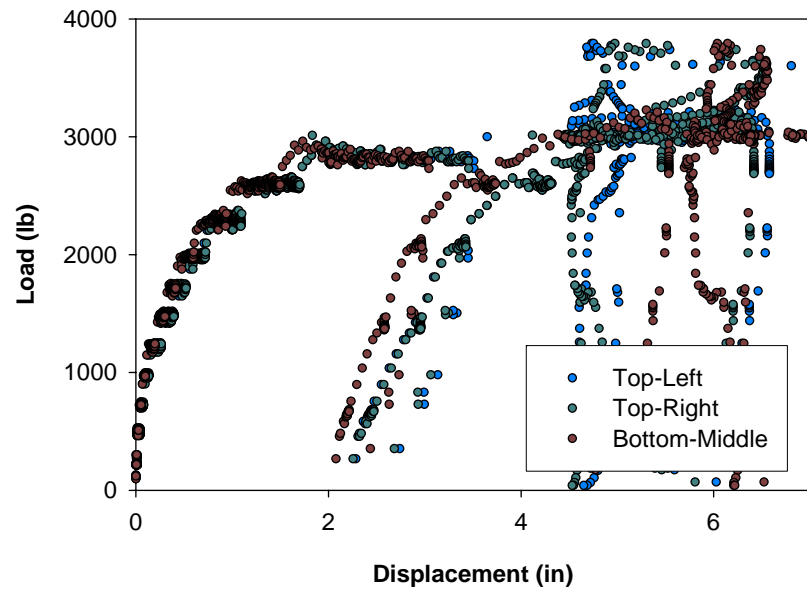 4000
3000
2000
1000
0
Load (lb)
Top-Left
Top-Right
Bottom-Middle
0 2 4 6
Displacement (in)